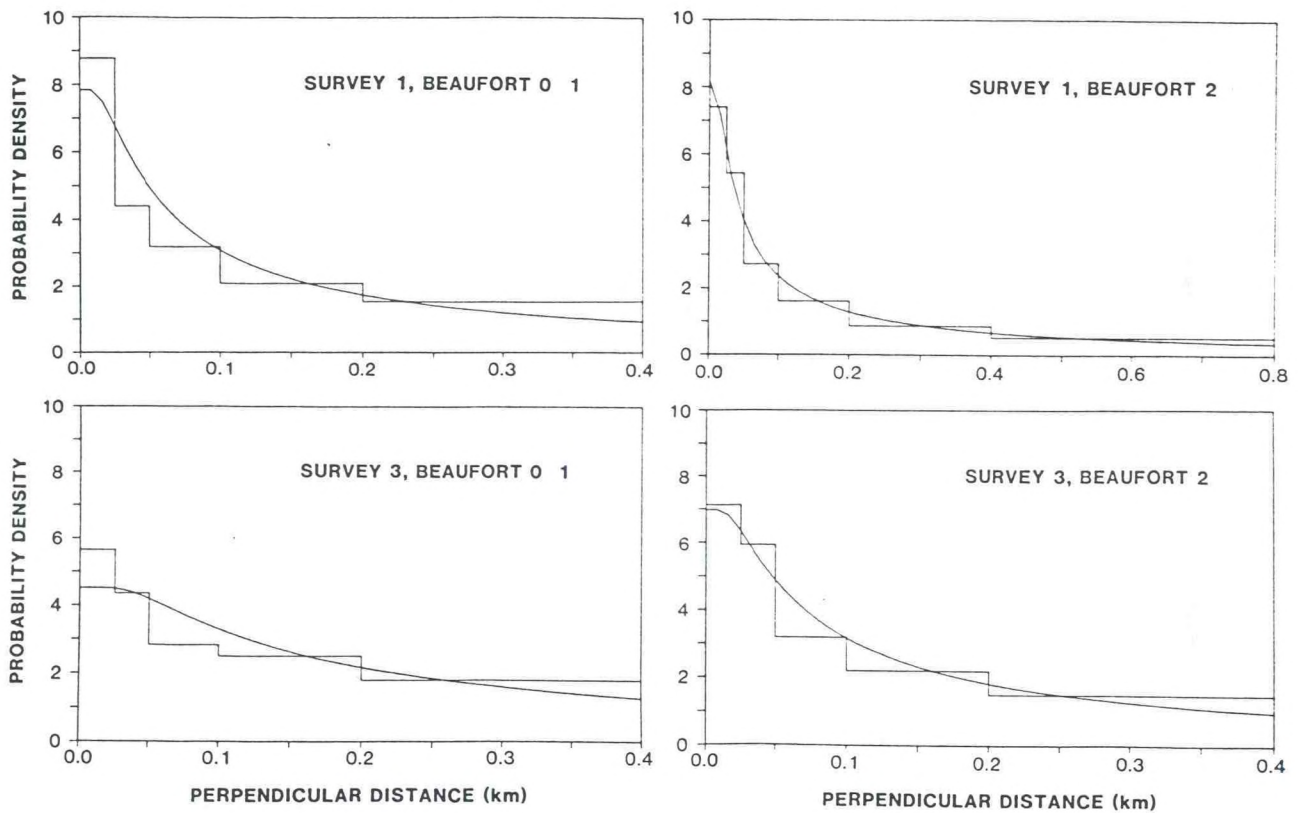 10
8
6
4
2
0
PROBABILITY DENSITY
SURVEY 1, BEAUFORT 0 1
0.0 0.1 0.2 0.3 0.4
10
8
6
4
2
0
SURVEY 1, BEAUFORT 2
0.0 0.2 0.4 0.6 0.8
10
8
6
4
2
0
PROBABILITY DENSITY
SURVEY 3, BEAUFORT 0 1
0.0 0.1 0.2 0.3 0.4
PERPENDICULAR DISTANCE (km)
10
8
6
4
2
0
SURVEY 3, BEAUFORT 2
0.0 0.1 0.2 0.3 0.4
PERPENDICULAR DISTANCE (km)